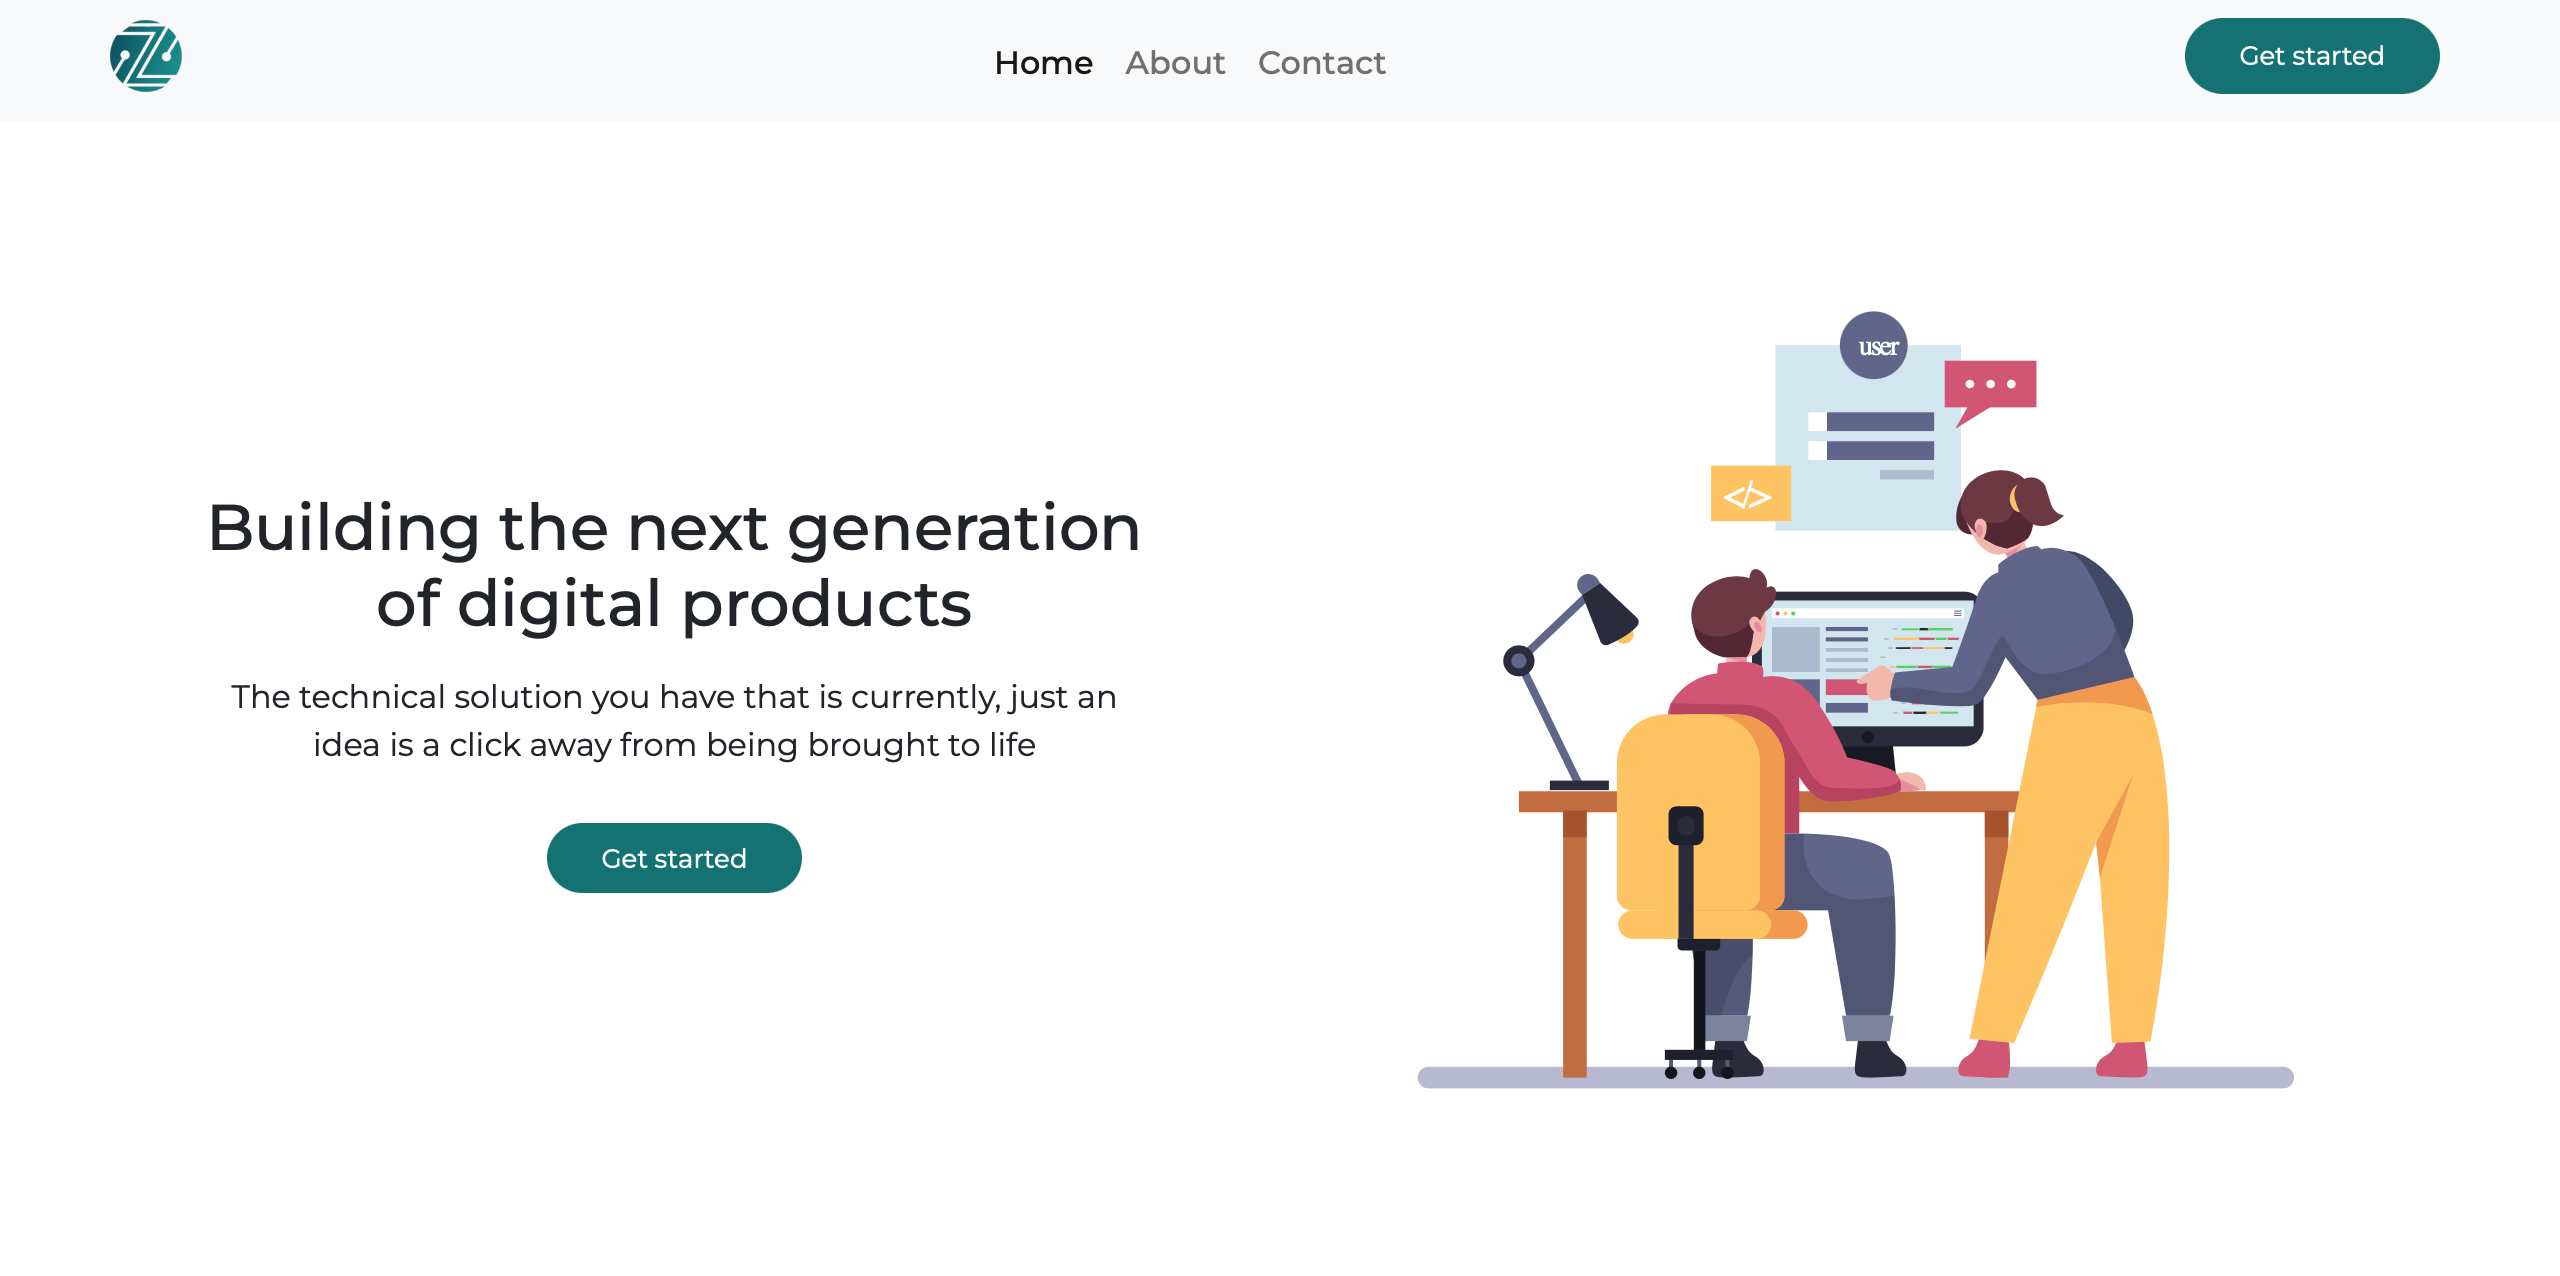 Home About Contact
Get started
Building the next generation
of digital products
The technical solution you have that is currently, just an
idea is a click away from being brought to life
Get started
user
</>